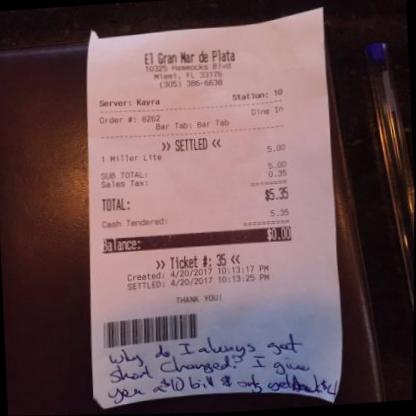 El Gran Mar de Plata
10325 Hammocks Blvd
Miami, FL 33176
(305) 386-6638
Server: Kayra Station: 10
Order #: 8262 Dine In
Bar Tab: Bar Tab
>> SETTLED <<
1 Miller Lite 5.00
SUB TOTAL: 5.00
Sales Tax: 0.35
TOTAL: $5.35
Cash Tendered: 5.35
Balance: $0.00
>> Ticket #: 35 <<
Created: 4/20/2017 10:13:17 PM
SETTLED: 4/20/2017 10:13:25 PM
THANK YOU!
Why do I always get
short changed? I give
you a $10 bill & only get back $4